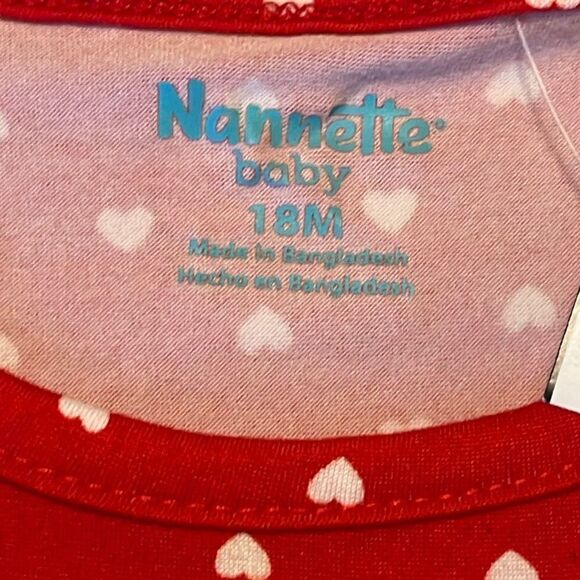 Nannette
baby
18M
Made in Bangladesh
Hecho en Bangladesh